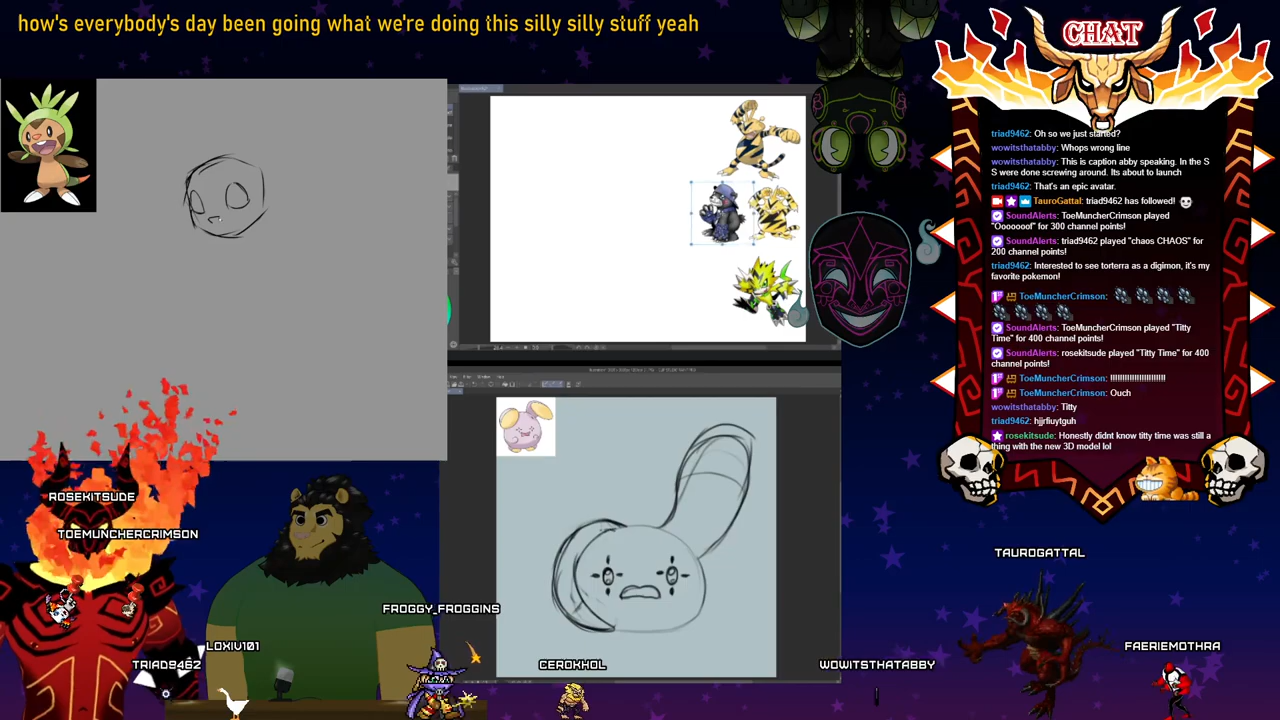 how's everybody's day been going what we're doing this silly silly stuff yeah
CHAT
triad9462: Oh so we just started?
wowitsthatabby: Whops wrong line
wowitsthatabby: This is caption abby speaking. In the S
S were done screwing around. Its about to launch
triad9462: That's an epic avatar.
TauroGattal: triad9462 has followed!
SoundAlerts: ToeMuncherCrimson played
"Ooooooof" for 300 channel points!
SoundAlerts: triad9462 played "chaos CHAOS" for
200 channel points!
triad9462: Interested to see torterra as a digimon, it's my
favorite pokemon!
ToeMuncherCrimson:
SoundAlerts: ToeMuncherCrimson played "Titty
Time" for 400 channel points!
SoundAlerts: rosekitsude played "Titty Time" for 400
channel points!
ToeMuncherCrimson: !!!!!!!!!!!!!!!!!!!!!!
ToeMuncherCrimson: Ouch
wowitsthatabby: Titty
triad9462: hjjrfiuytguh
rosekitsude: Honestly didnt know titty time was still a
thing with the new 3D model lol
ROSEKITSUDE
TOEMUNCHERCRIMSON
TAUROGATTAL
FROGGY_FROGGINS
LOXIV101
TRIAD9462
CEROKHOL
WOWITSTHATABBY
FAERIEMOTHRA